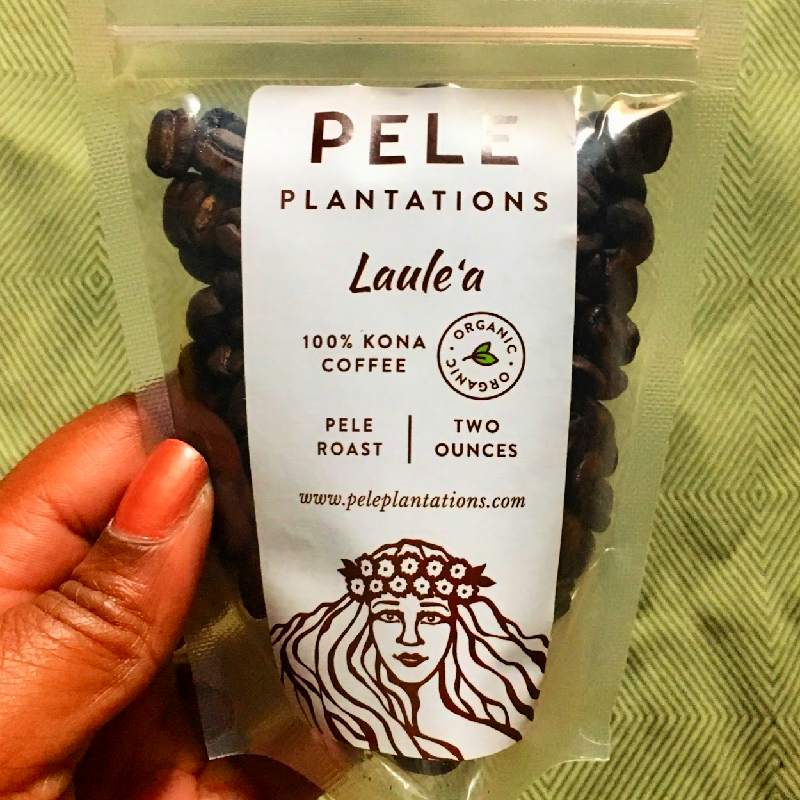 PELE
PLANTATIONS
Laule‘a
100% KONA
COFFEE
ORGANIC · ORGANIC ·
PELE
ROAST
TWO
OUNCES
www.peleplantations.com